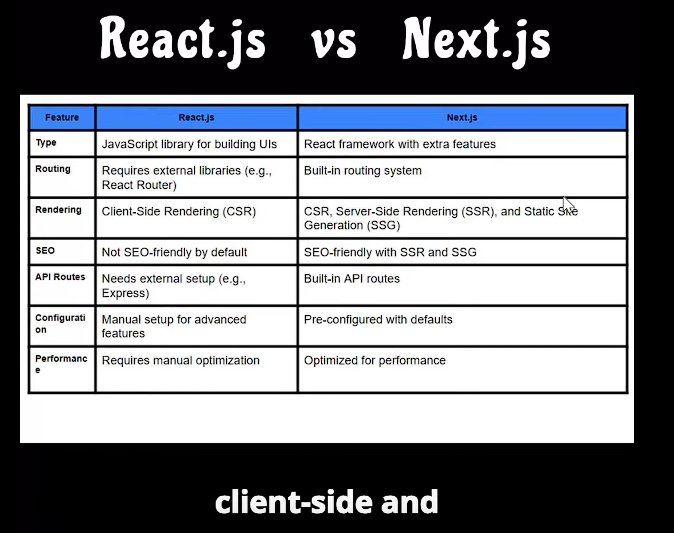 React.js vs Next.js
Feature React.js Next.js
Type JavaScript library for building UIs React framework with extra features
Routing Requires external libraries (e.g., Built-in routing system
React Router)
Rendering Client-Side Rendering (CSR) CSR, Server-Side Rendering (SSR), and Static Site
Generation (SSG)
SEO Not SEO-friendly by default SEO-friendly with SSR and SSG
API Routes Needs external setup (e.g., Built-in API routes
Express)
Configurati Manual setup for advanced Pre-configured with defaults
on features
Performanc Requires manual optimization Optimized for performance
e
client-side and